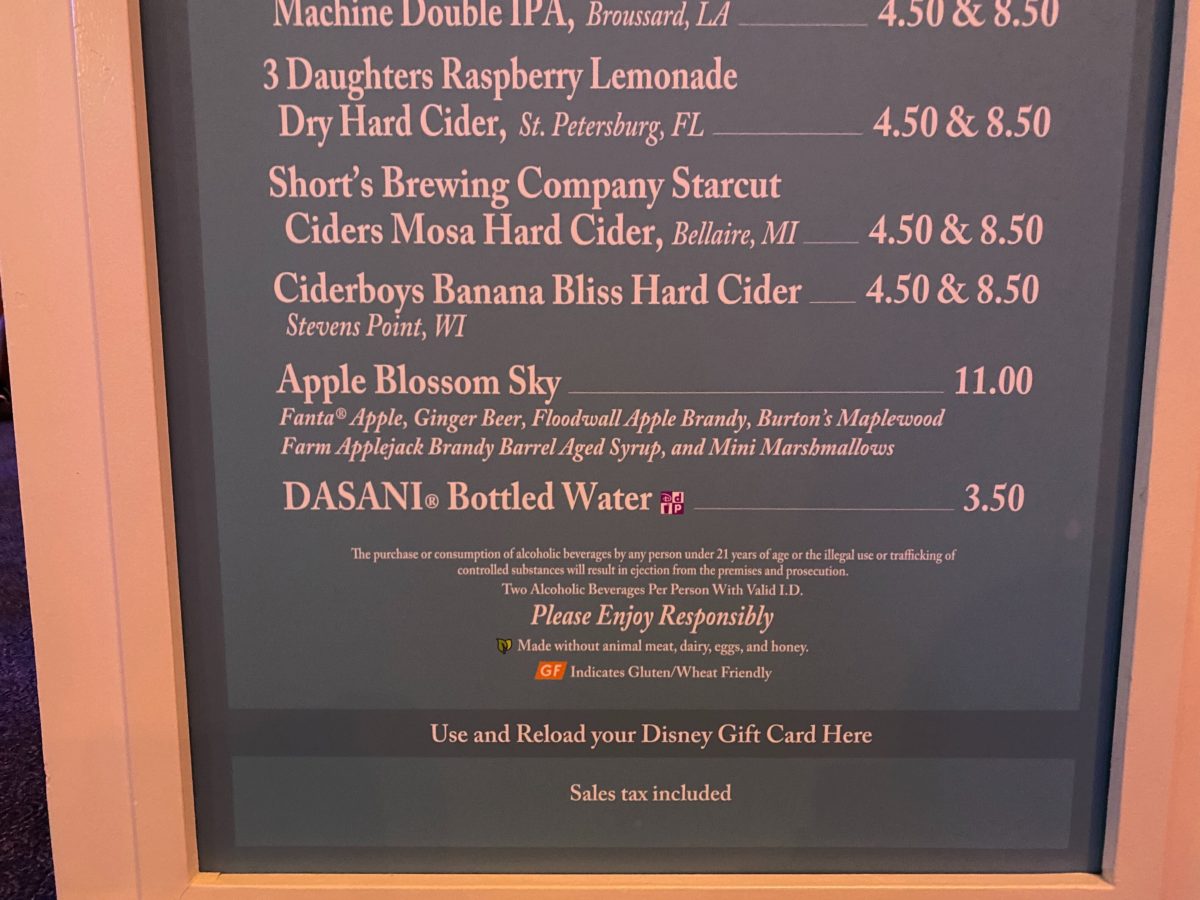 Machine Double IPA, Broussard, LA 4.50 & 8.50
3 Daughters Raspberry Lemonade
Dry Hard Cider, St. Petersburg, FL 4.50 & 8.50
Short's Brewing Company Starcut
Ciders Mosa Hard Cider, Bellaire, MI 4.50 & 8.50
Ciderboys Banana Bliss Hard Cider 4.50 & 8.50
Stevens Point, WI
Apple Blossom Sky 11.00
Fanta® Apple, Ginger Beer, Floodwall Apple Brandy, Burton's Maplewood
Farm Applejack Brandy Barrel Aged Syrup, and Mini Marshmallows
DASANI® Bottled Water DdrP 3.50
The purchase or consumption of alcoholic beverages by any person under 21 years of age or the illegal use or trafficking of
controlled substances will result in ejection from the premises and prosecution.
Two Alcoholic Beverages Per Person With Valid I.D.
Please Enjoy Responsibly
Made without animal meat, dairy, eggs, and honey.
GF Indicates Gluten/Wheat Friendly
Use and Reload your Disney Gift Card Here
Sales tax included